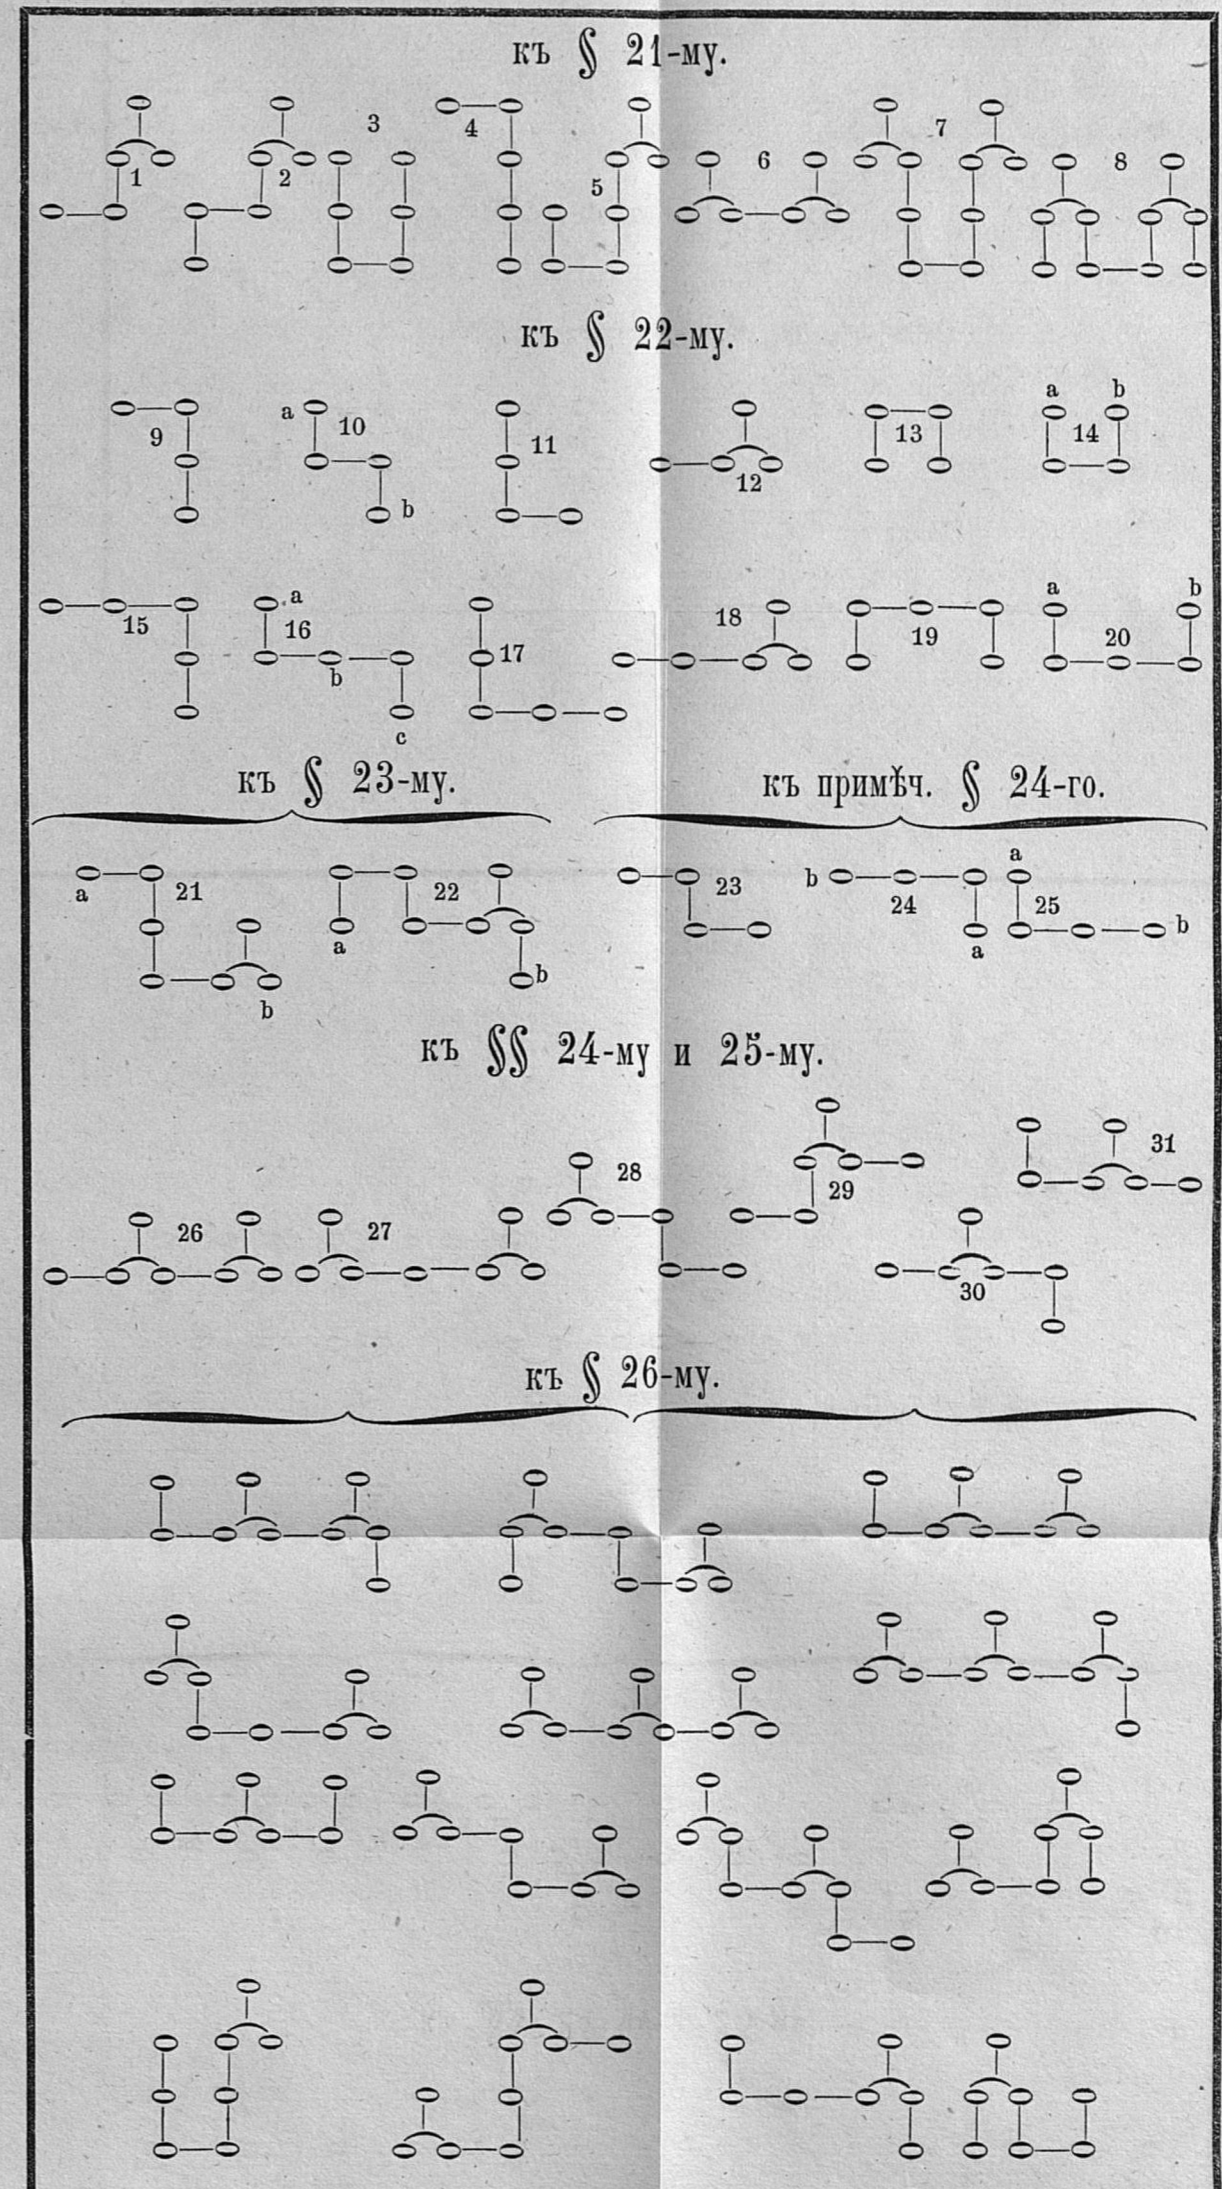 къ § 21-му.
1 2 3 4 5 6 7 8
къ § 22-му.
a b
9 a 10 11 12 13 14
b
a a b
15 16 17 18 19 20
b
c
къ § 23-му. къ примѣч. § 24-го.
a
a 21 22 23 b 24 25
a a b
b b
къ §§ 24-му и 25-му.
26 27 28 29 30 31
къ § 26-му.